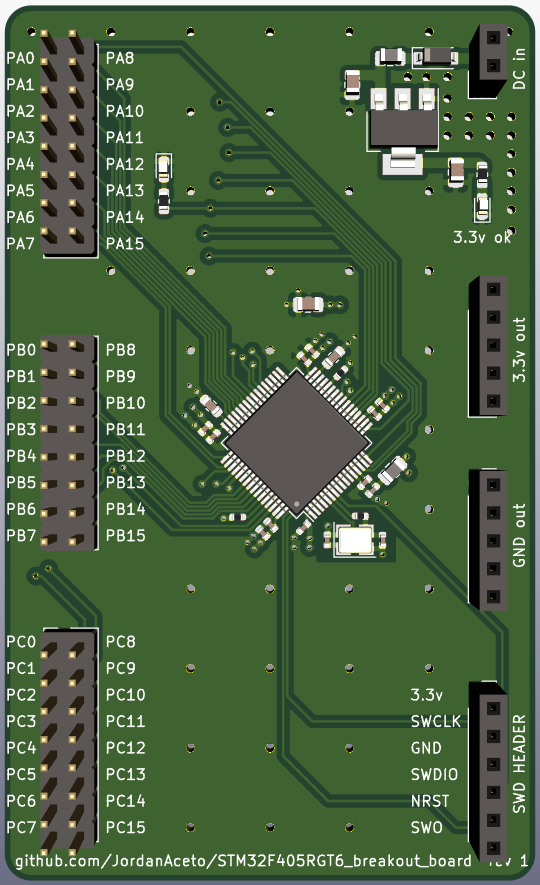 PA0 PA8
PA1 PA9
PA2 PA10
PA3 PA11
PA4 PA12
PA5 PA13
PA6 PA14
PA7 PA15
DC in
3.3v ok
3.3v out
PB0 PB8
PB1 PB9
PB2 PB10
PB3 PB11
PB4 PB12
PB5 PB13
PB6 PB14
PB7 PB15
GND out
PC0 PC8
PC1 PC9
PC2 PC10
PC3 PC11
PC4 PC12
PC5 PC13
PC6 PC14
PC7 PC15
3.3v
SWCLK
GND
SWDIO
NRST
SWO
SWD HEADER
github.com/JordanAceto/STM32F405RGT6_breakout_board rev 1